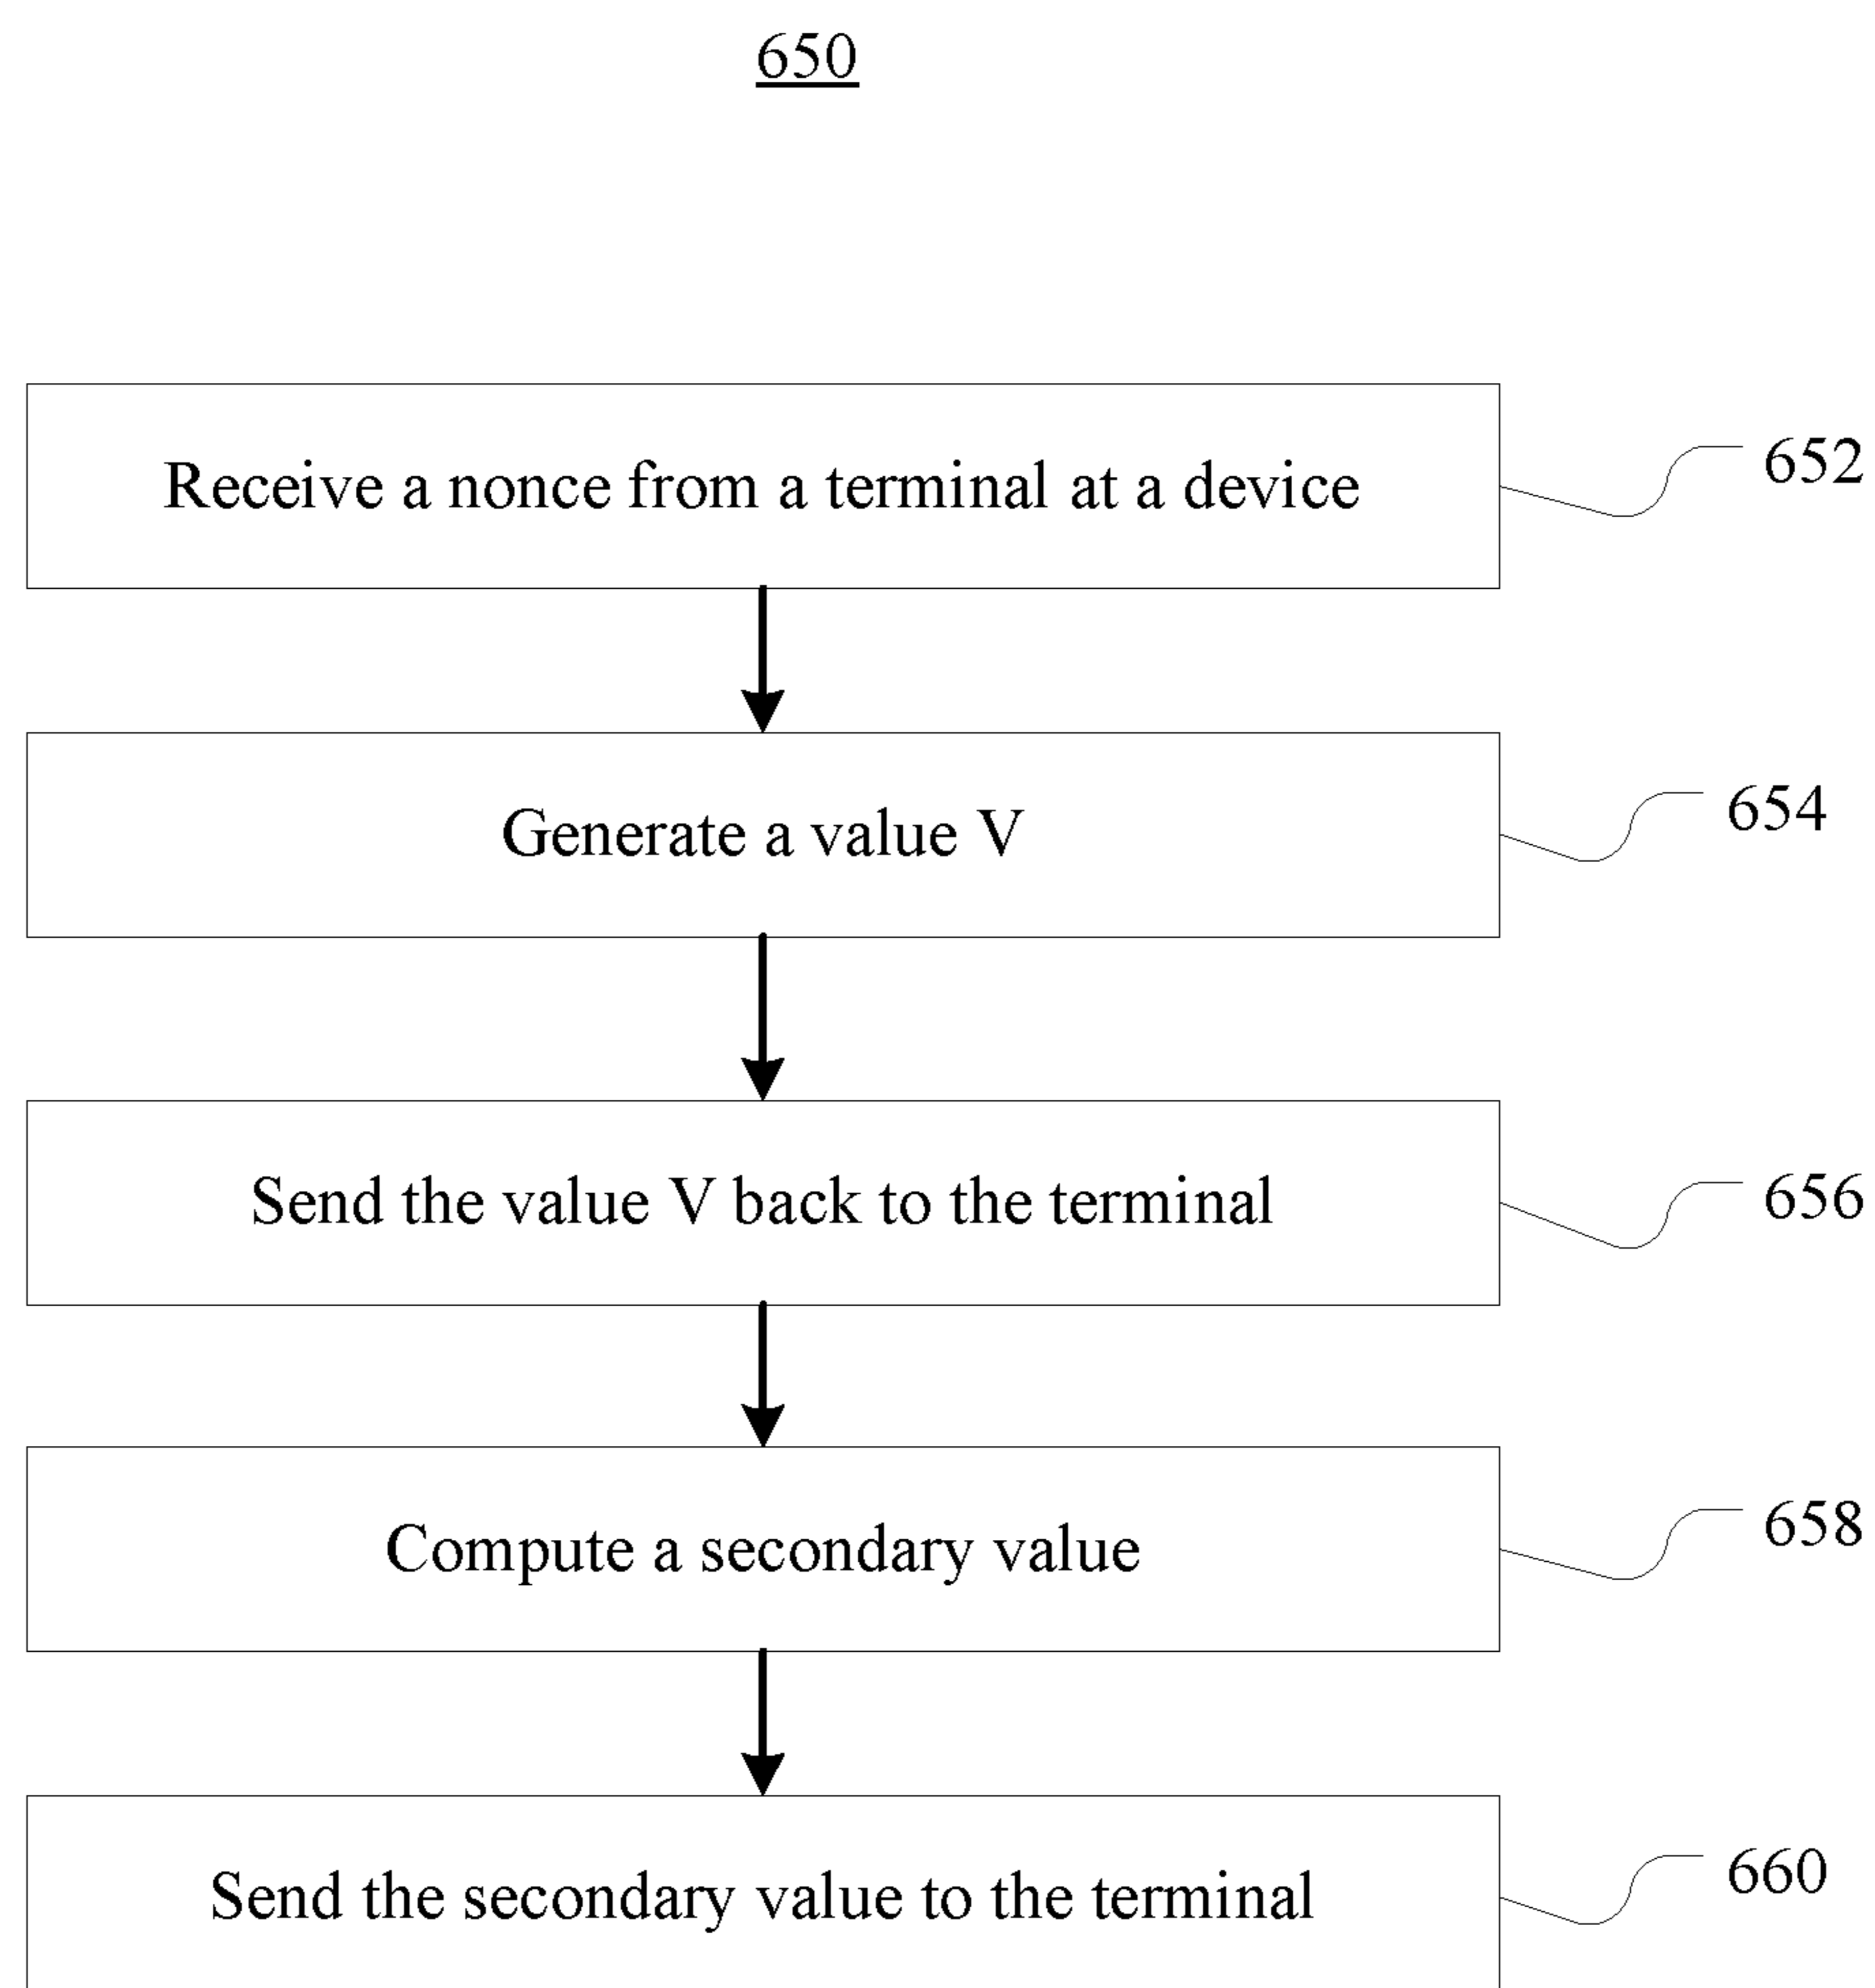 650
Receive a nonce from a terminal at a device
652
Generate a value V
654
Send the value V back to the terminal
656
Compute a secondary value
658
Send the secondary value to the terminal
660